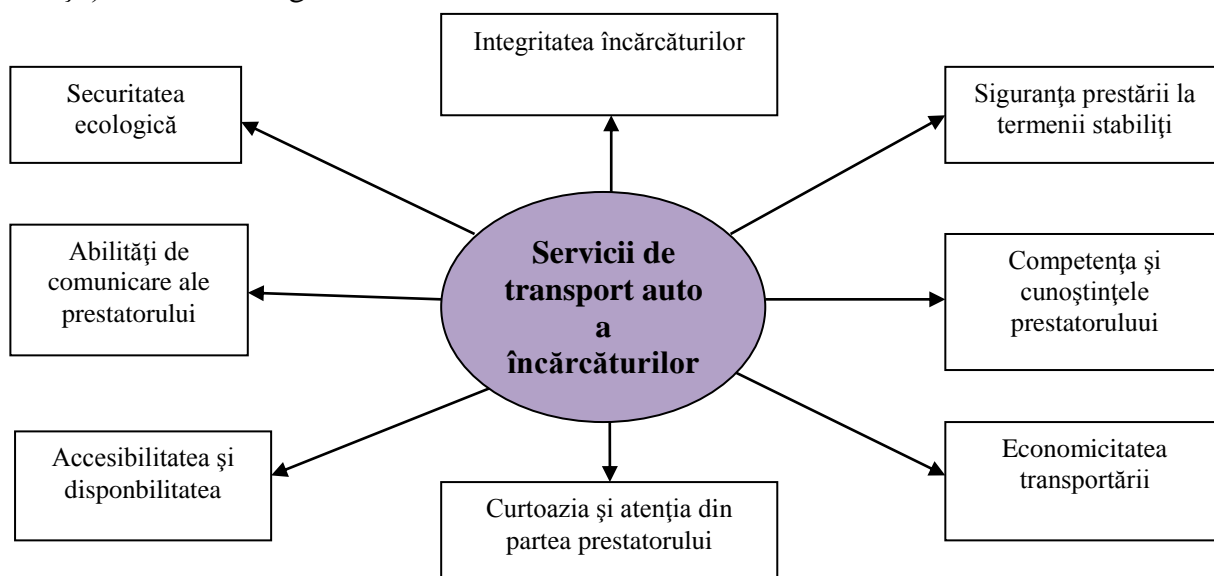 Integritatea încărcăturilor
Securitatea
ecologică
Siguranţa prestării la
termenii stabiliţi
Abilităţi de
comunicare ale
prestatorului
Servicii de
transport auto
a
încărcăturilor
Competenţa şi
cunoştinţele
prestatoruluui
Accesibilitatea şi
disponbilitatea
Curtoazia şi atenţia din
partea prestatorului
Economicitatea
transportării